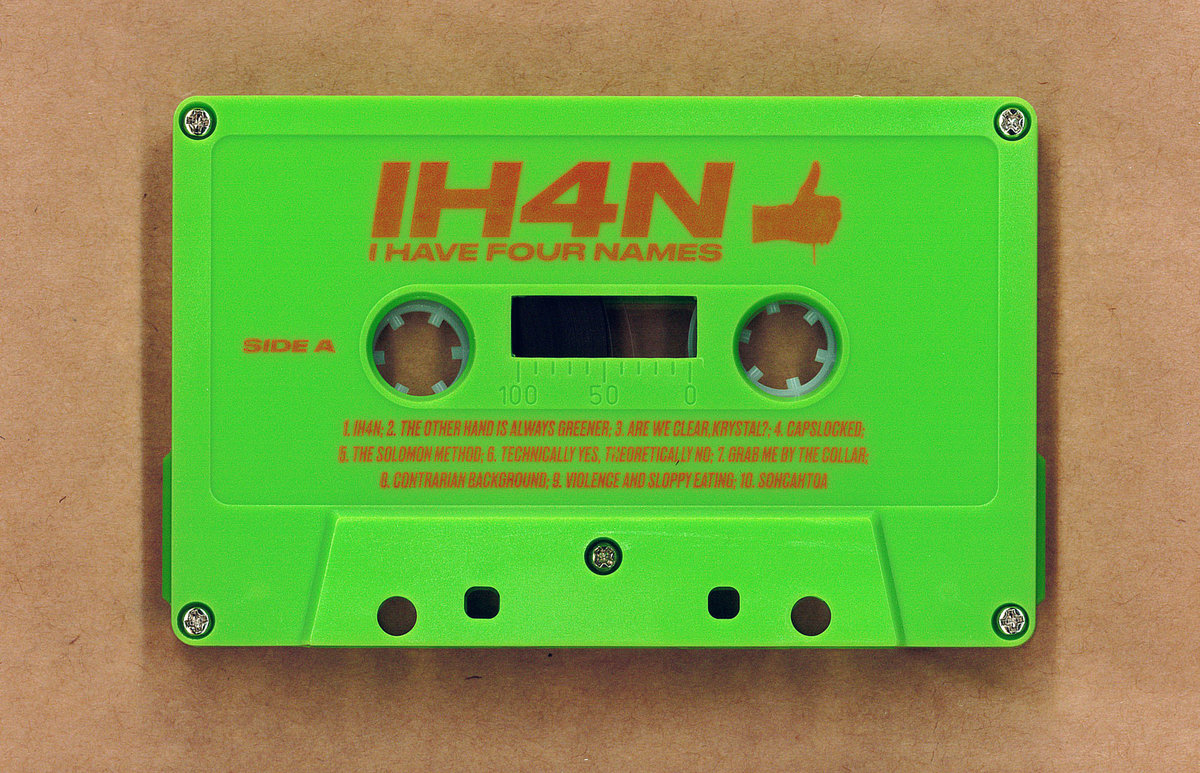 IH4N
I HAVE FOUR NAMES
SIDE A
100 50 0
1. IH4N; 2. THE OTHER HAND IS ALWAYS GREENER; 3. ARE WE CLEAR,KRYSTAL?; 4. CAPSLOCKED;
5. THE SOLOMON METHOD; 6. TECHNICALLY YES, THEORETICALLY NO; 7. GRAB ME BY THE COLLAR;
8. CONTRARIAN BACKGROUND; 9. VIOLENCE AND SLOPPY EATING; 10. SOHCAHTOA